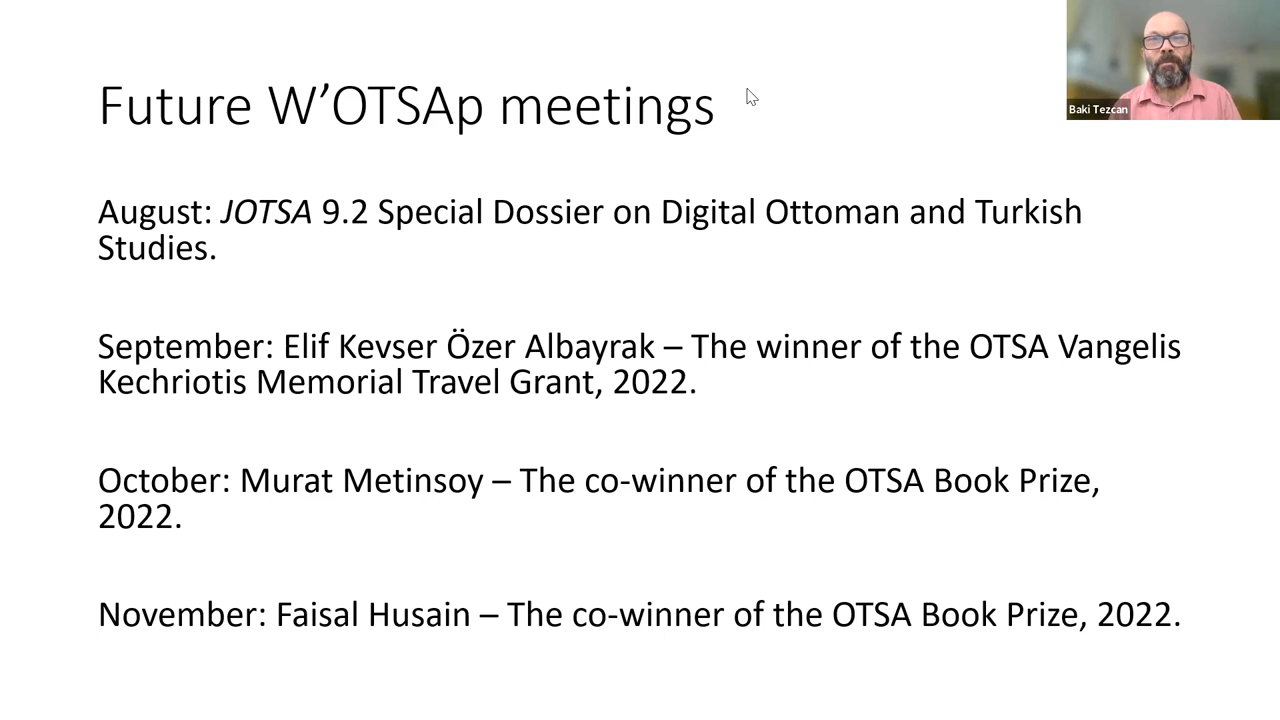 Future W’OTSAp meetings
Baki Tezcan
August: JOTSA 9.2 Special Dossier on Digital Ottoman and Turkish
Studies.
September: Elif Kevser Özer Albayrak – The winner of the OTSA Vangelis
Kechriotis Memorial Travel Grant, 2022.
October: Murat Metinsoy – The co-winner of the OTSA Book Prize,
2022.
November: Faisal Husain – The co-winner of the OTSA Book Prize, 2022.